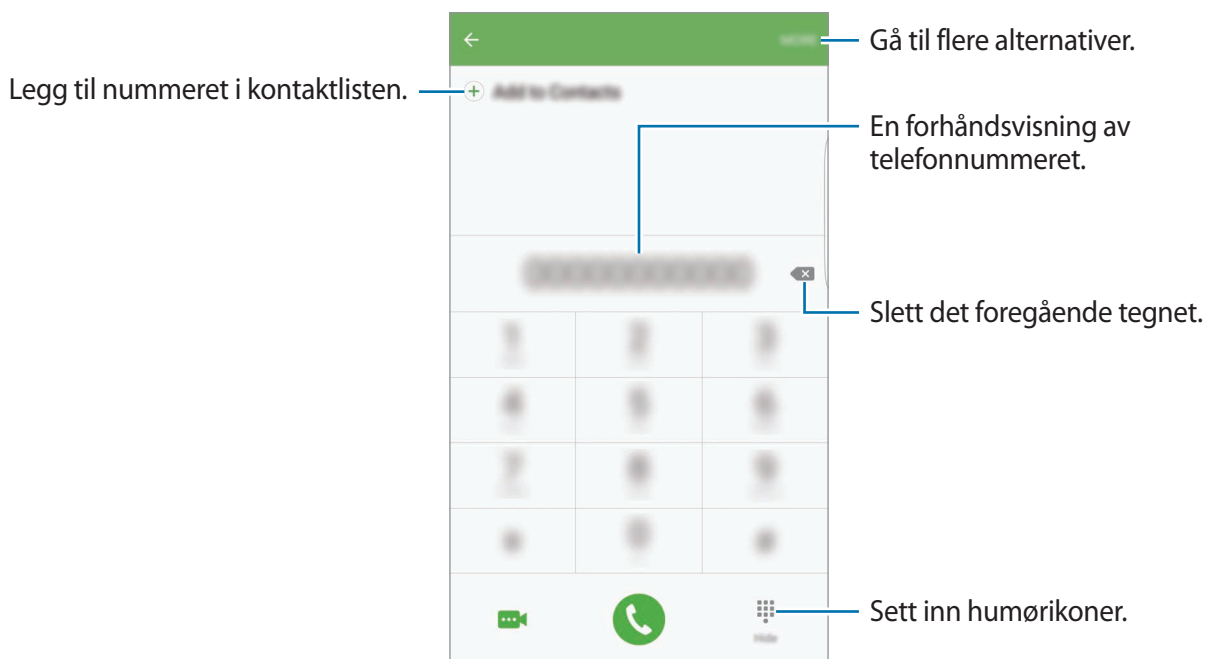 Gå til flere alternativer.
Legg til nummeret i kontaktlisten.
Add to Contacts
En forhåndsvisning av
telefonnummeret.
Slett det foregående tegnet.
Sett inn humørikoner.
Hide